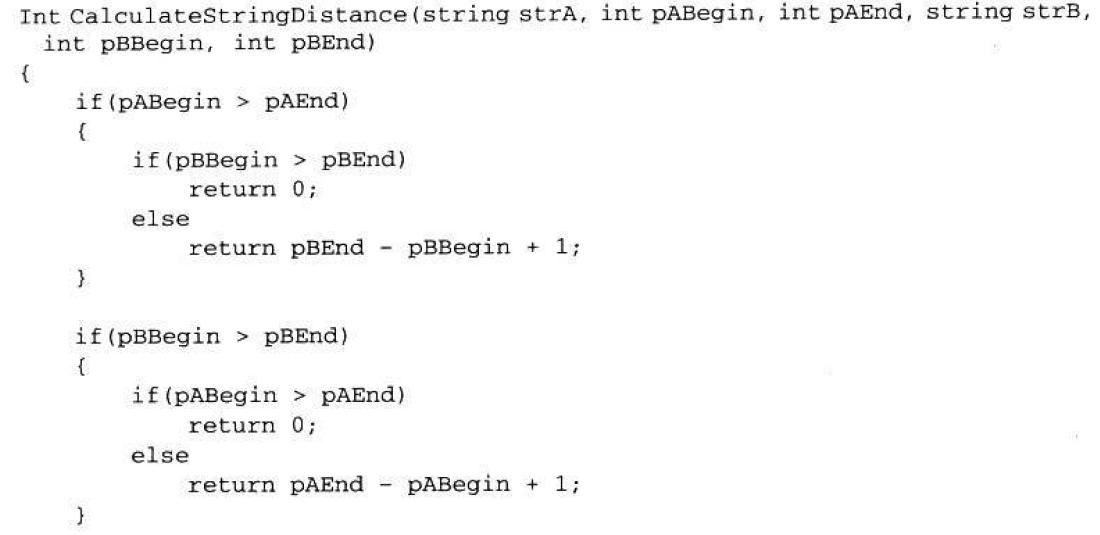 Int CalculateStringDistance(string strA, int pABegin, int pAEnd, string strB,
  int pBBegin, int pBEnd)
{
    if(pABegin > pAEnd)
    {
        if(pBBegin > pBEnd)
            return 0;
        else
            return pBEnd - pBBegin + 1;
    }

    if(pBBegin > pBEnd)
    {
        if(pABegin > pAEnd)
            return 0;
        else
            return pAEnd - pABegin + 1;
    }